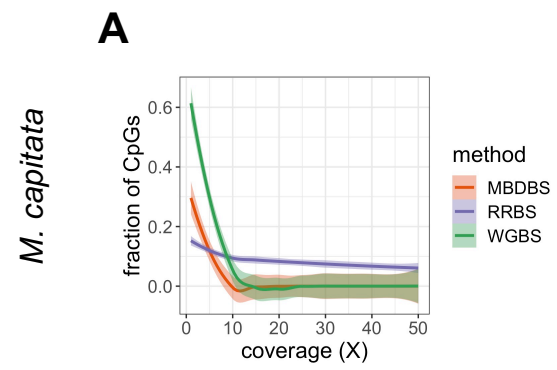 A
M. capitata
fraction of CpGs
0.6
0.4
0.2
0.0
0
10
20
30
40
50
coverage (X)
method
MBDBS
RRBS
WGBS